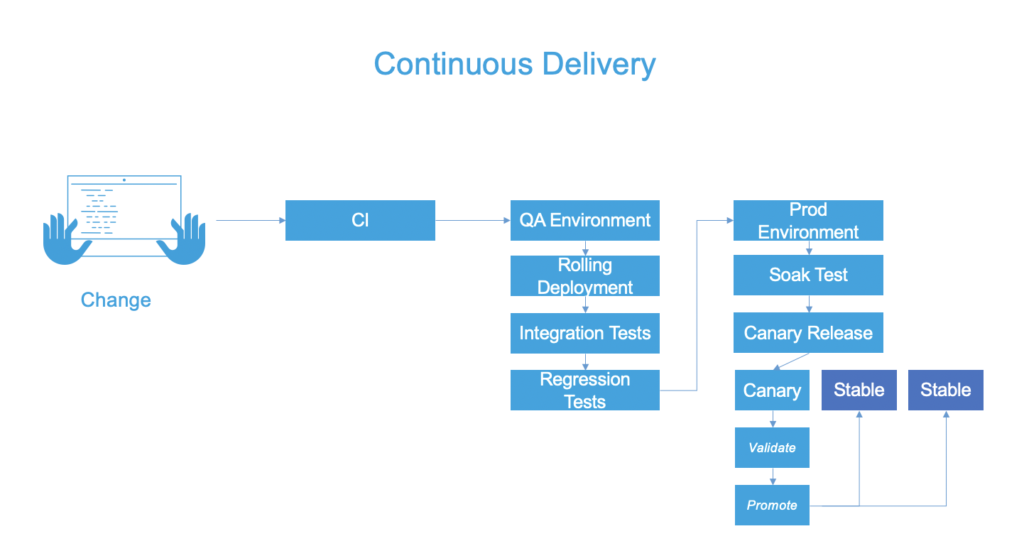 Continuous Delivery
Change
CI
QA Environment
Rolling
Deployment
Integration Tests
Regression
Tests
Prod
Environment
Soak Test
Canary Release
Canary
Stable
Stable
Validate
Promote